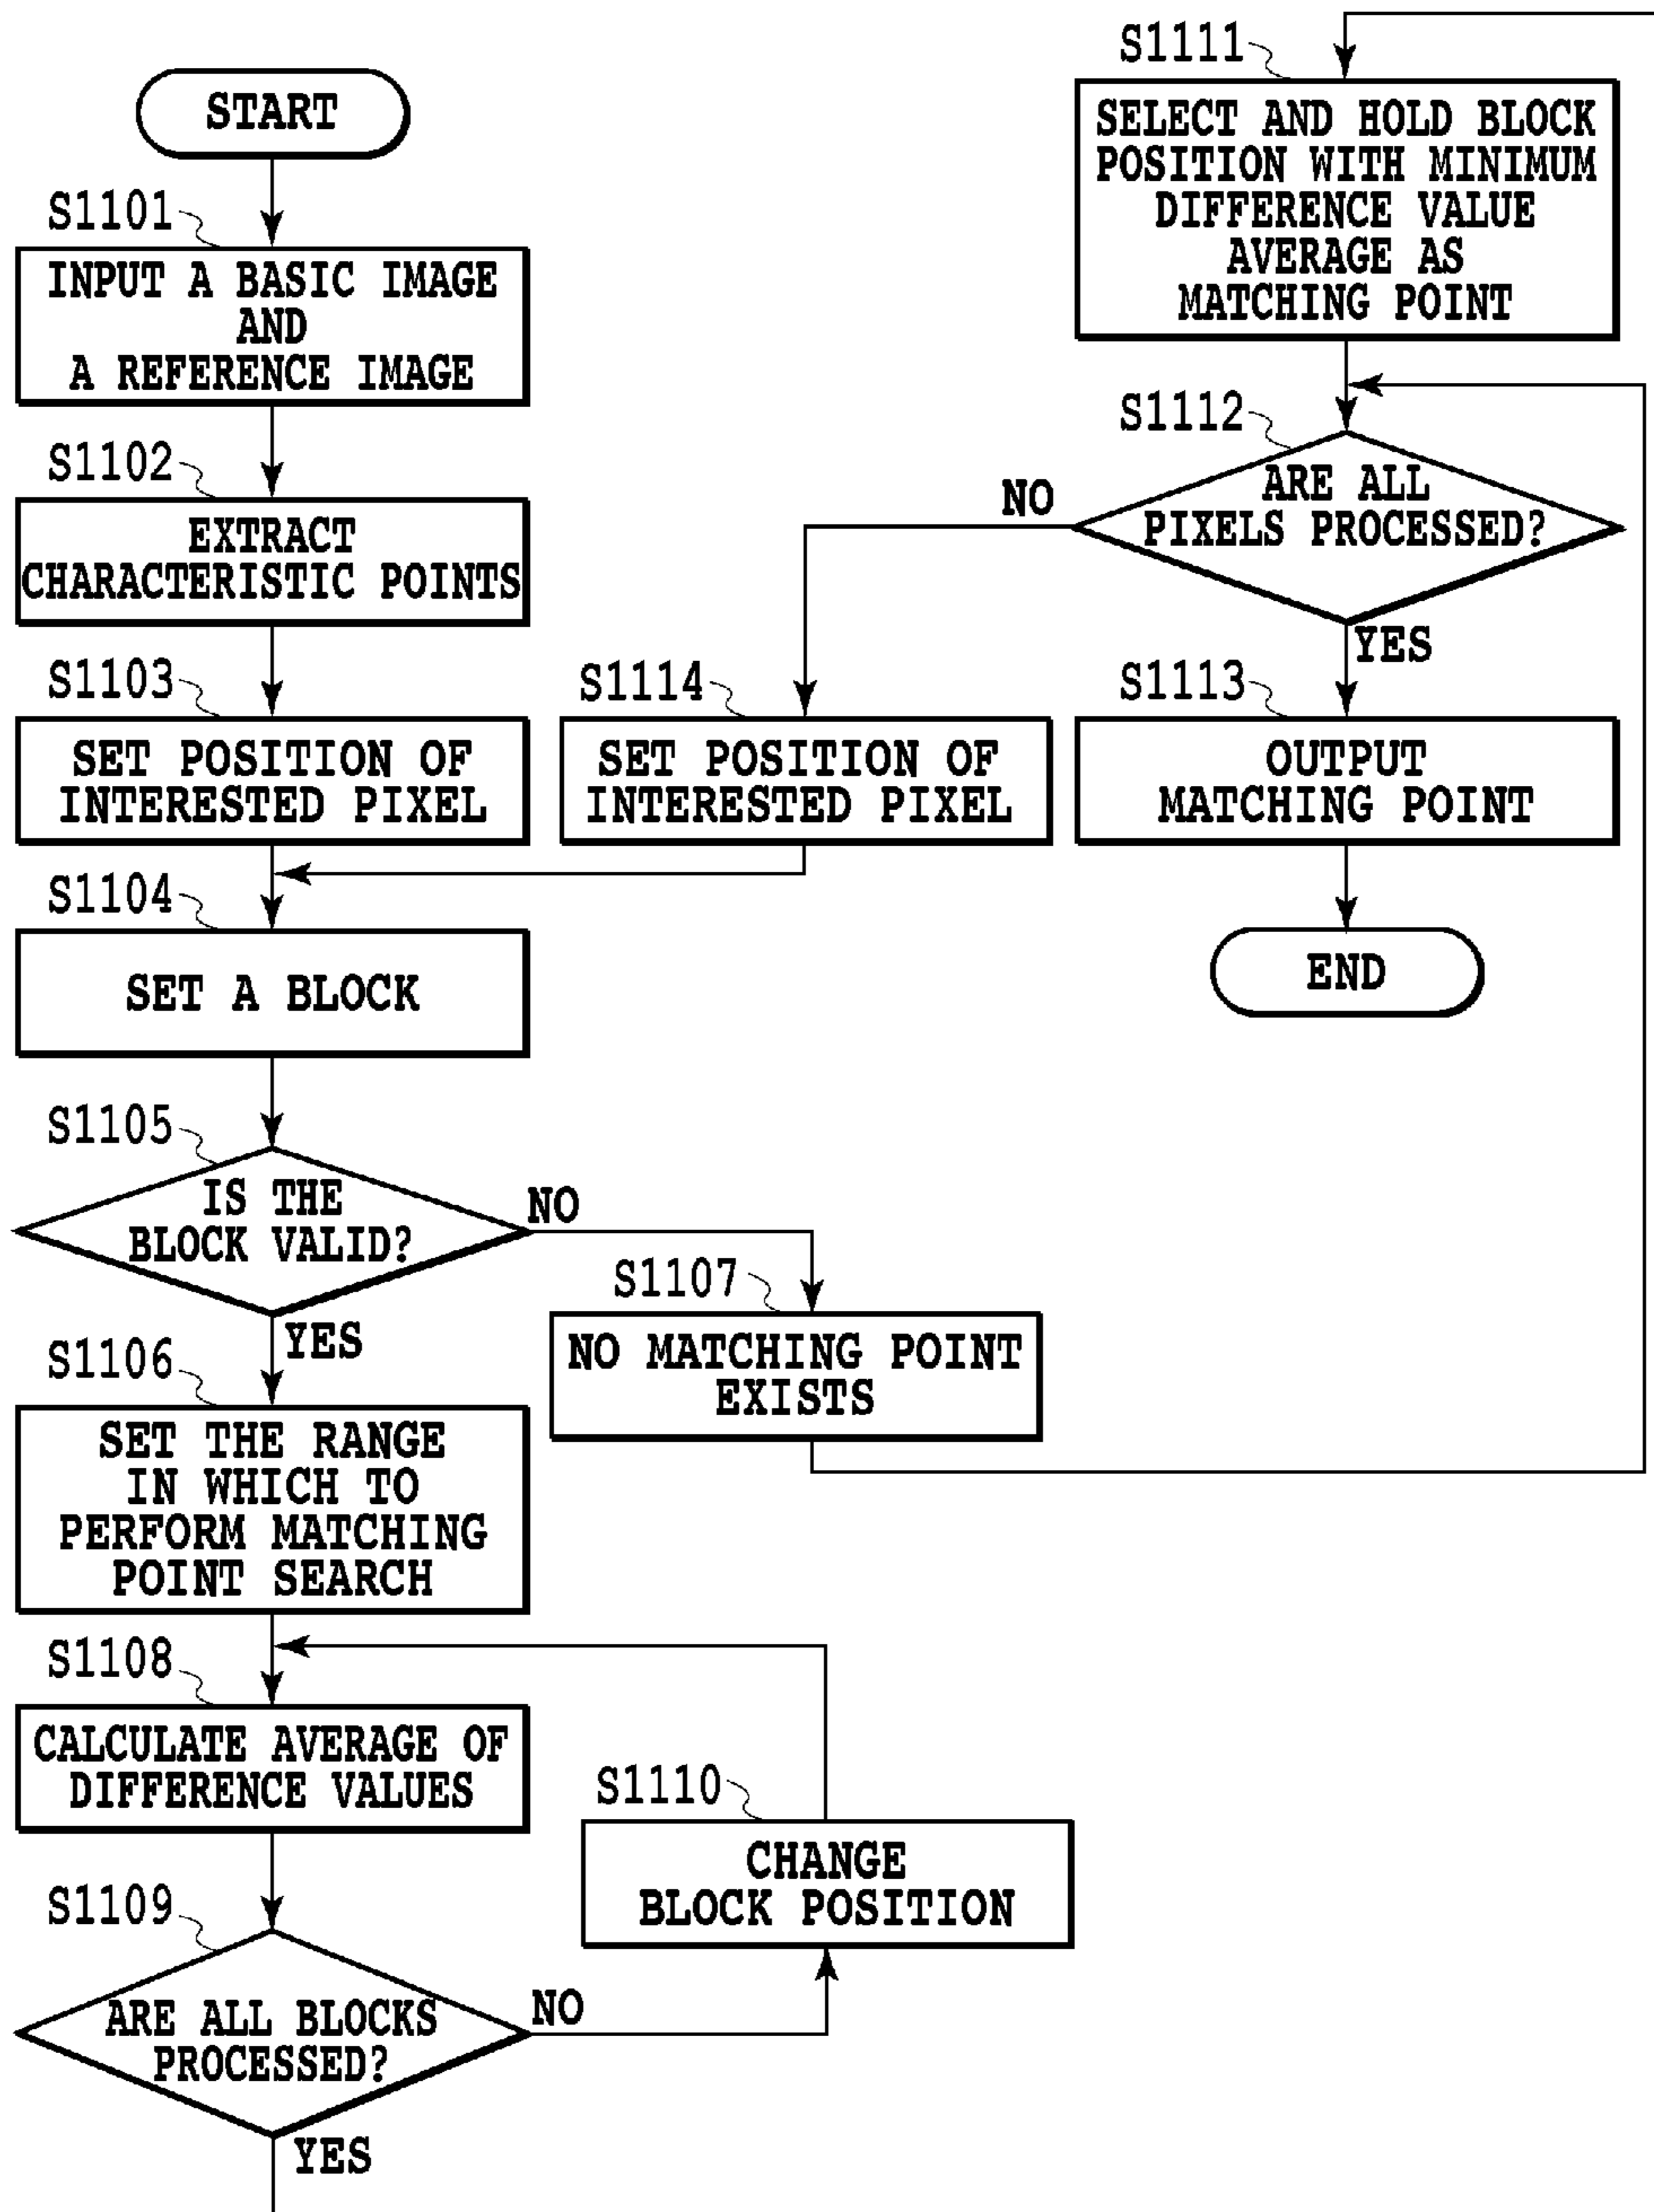 START
S1101
INPUT A BASIC IMAGE
AND
A REFERENCE IMAGE
S1102
EXTRACT
CHARACTERISTIC POINTS
S1103
SET POSITION OF
INTERESTED PIXEL
S1104
SET A BLOCK
S1105
IS THE
BLOCK VALID?
NO
YES
S1107
NO MATCHING POINT
EXISTS
S1106
SET THE RANGE
IN WHICH TO
PERFORM MATCHING
POINT SEARCH
S1108
CALCULATE AVERAGE OF
DIFFERENCE VALUES
S1109
ARE ALL BLOCKS
PROCESSED?
NO
YES
S1110
CHANGE
BLOCK POSITION
S1111
SELECT AND HOLD BLOCK
POSITION WITH MINIMUM
DIFFERENCE VALUE
AVERAGE AS
MATCHING POINT
S1112
ARE ALL
PIXELS PROCESSED?
NO
YES
S1114
SET POSITION OF
INTERESTED PIXEL
S1113
OUTPUT
MATCHING POINT
END